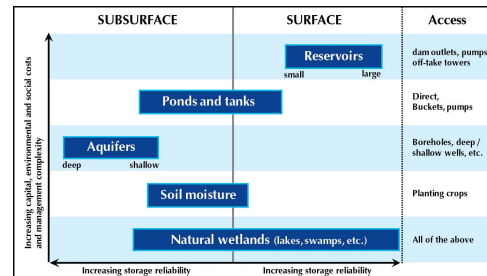 SUBSURFACE SURFACE Access
Increasing capital, environmental and social costs
and management complexity
Reservoirs
small large
dam outlets, pumps
off-take towers
Ponds and tanks
Direct,
Buckets, pumps
Aquifers
deep shallow
Boreholes, deep /
shallow wells, etc.
Soil moisture
Planting crops
Natural wetlands (lakes, swamps, etc.)
All of the above
Increasing storage reliability Increasing storage reliability